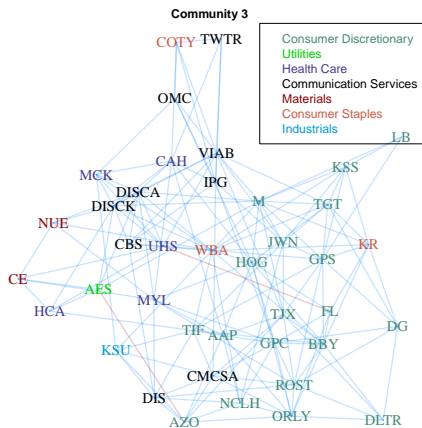 Community 3
Consumer Discretionary
Utilities
Health Care
Communication Services
Materials
Consumer Staples
Industrials
COTY
TWTR
OMC
LB
VIAB
CAH
KSS
MCK
IPG
DISCA
M
TGT
DISCK
NUE
CBS
UHS
WBA
JWN
KR
HOG
GPS
CE
AES
MYL
HCA
TJX
FL
TIF
AAP
DG
KSU
GPC
BBY
CMCSA
ROST
DIS
NCLH
AZO
ORLY
DLTR